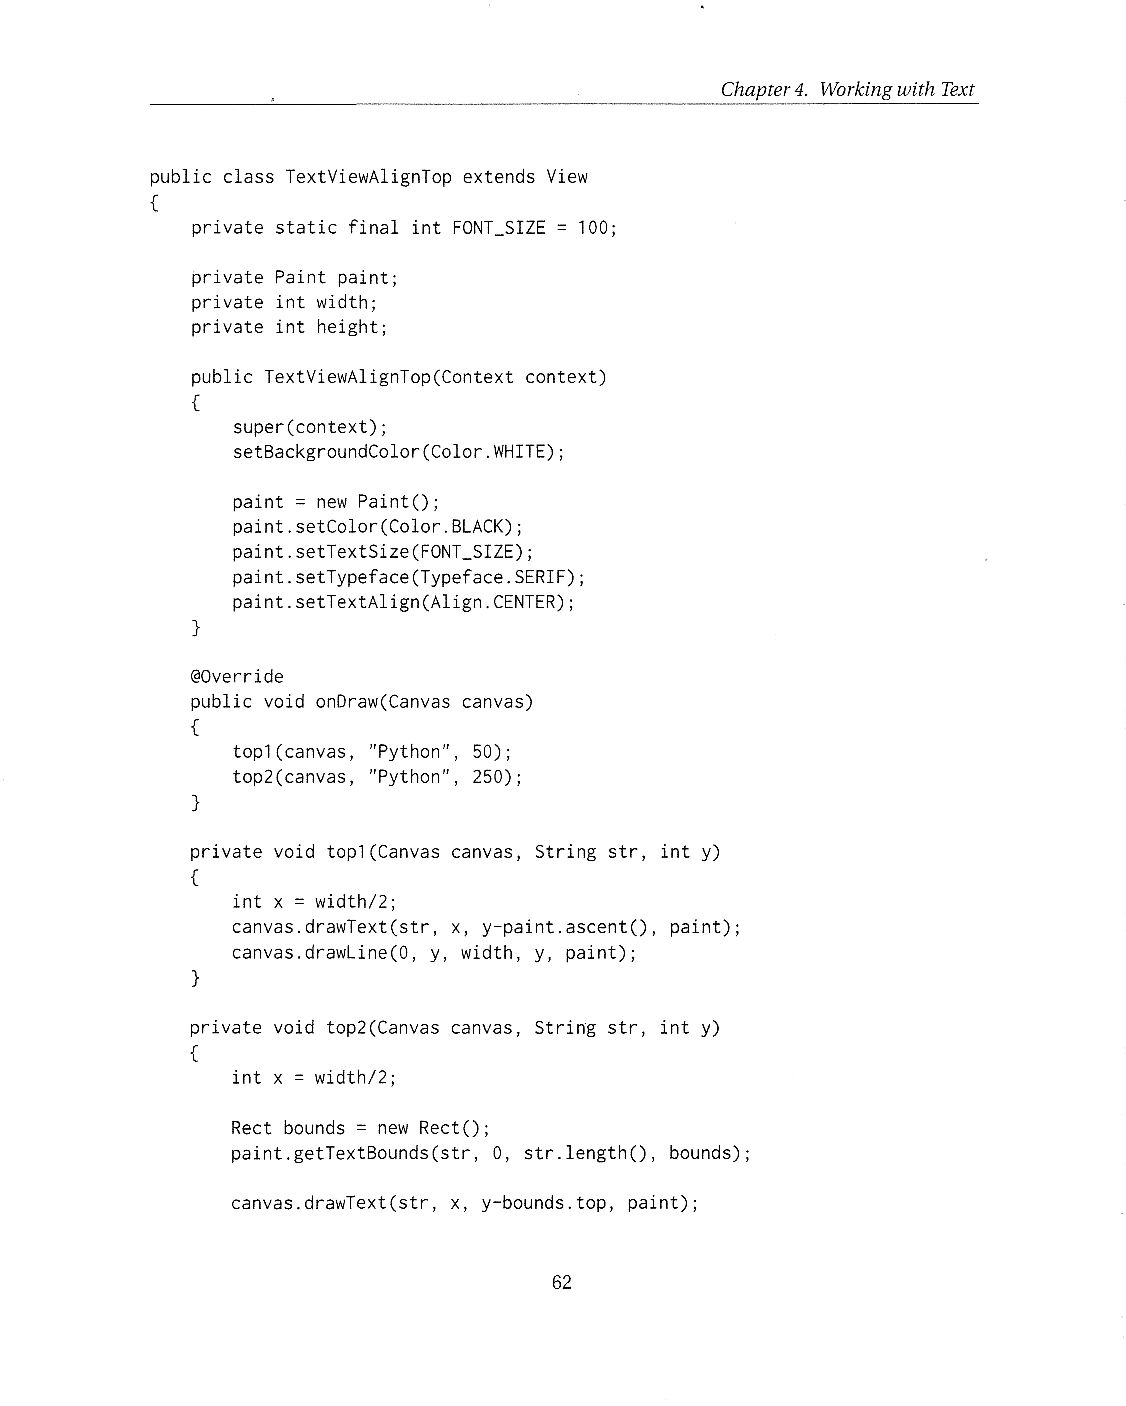 Chapter 4. Working with Text
public class TextViewAlignTop extends View
{
    private static final int FONT_SIZE = 100;

    private Paint paint;
    private int width;
    private int height;

    public TextViewAlignTop(Context context)
    {
        super(context);
        setBackgroundColor(Color.WHITE);

        paint = new Paint();
        paint.setColor(Color.BLACK);
        paint.setTextSize(FONT_SIZE);
        paint.setTypeface(Typeface.SERIF);
        paint.setTextAlign(Align.CENTER);
    }

    @Override
    public void onDraw(Canvas canvas)
    {
        top1(canvas, "Python", 50);
        top2(canvas, "Python", 250);
    }

    private void top1(Canvas canvas, String str, int y)
    {
        int x = width/2;
        canvas.drawText(str, x, y-paint.ascent(), paint);
        canvas.drawLine(0, y, width, y, paint);
    }

    private void top2(Canvas canvas, String str, int y)
    {
        int x = width/2;

        Rect bounds = new Rect();
        paint.getTextBounds(str, 0, str.length(), bounds);

        canvas.drawText(str, x, y-bounds.top, paint);
62